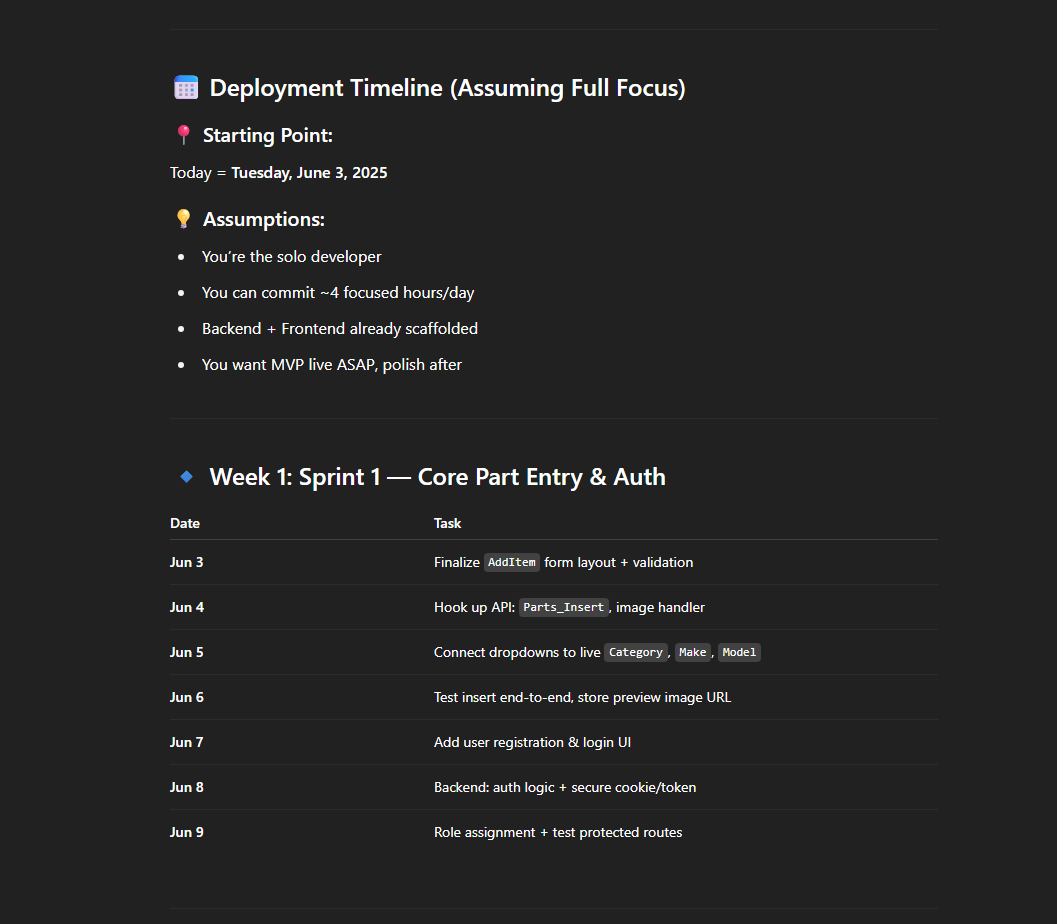 Deployment Timeline (Assuming Full Focus)
Starting Point:
Today = Tuesday, June 3, 2025
Assumptions:
You’re the solo developer
You can commit ~4 focused hours/day
Backend + Frontend already scaffolded
You want MVP live ASAP, polish after
Week 1: Sprint 1 — Core Part Entry & Auth
Date Task
Jun 3 Finalize AddItem form layout + validation
Jun 4 Hook up API: Parts_Insert, image handler
Jun 5 Connect dropdowns to live Category, Make, Model
Jun 6 Test insert end-to-end, store preview image URL
Jun 7 Add user registration & login UI
Jun 8 Backend: auth logic + secure cookie/token
Jun 9 Role assignment + test protected routes